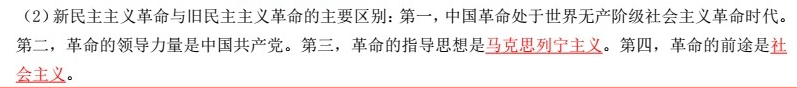 （2）新民主主义革命与旧民主主义革命的主要区别：第一，中国革命处于世界无产阶级社会主义革命时代。
第二，革命的领导力量是中国共产党。第三，革命的指导思想是马克思列宁主义。第四，革命的前途是社
会主义。